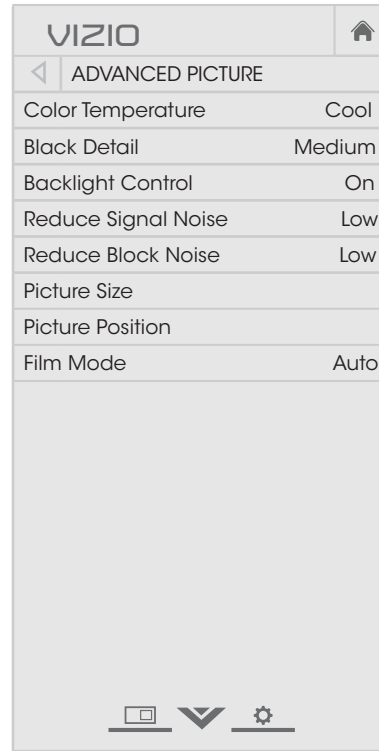 VIZIO
ADVANCED PICTURE
Color Temperature Cool
Black Detail Medium
Backlight Control On
Reduce Signal Noise Low
Reduce Block Noise Low
Picture Size
Picture Position
Film Mode Auto